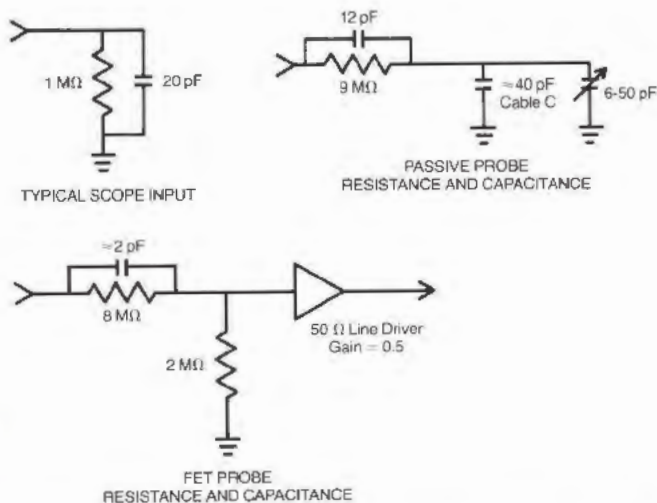 1 MΩ
20 pF
TYPICAL SCOPE INPUT
12 pF
9 MΩ
≈40 pF
Cable C
6-50 pF
PASSIVE PROBE
RESISTANCE AND CAPACITANCE
≈2 pF
8 MΩ
2 MΩ
50 Ω Line Driver
Gain = 0.5
FET PROBE
RESISTANCE AND CAPACITANCE